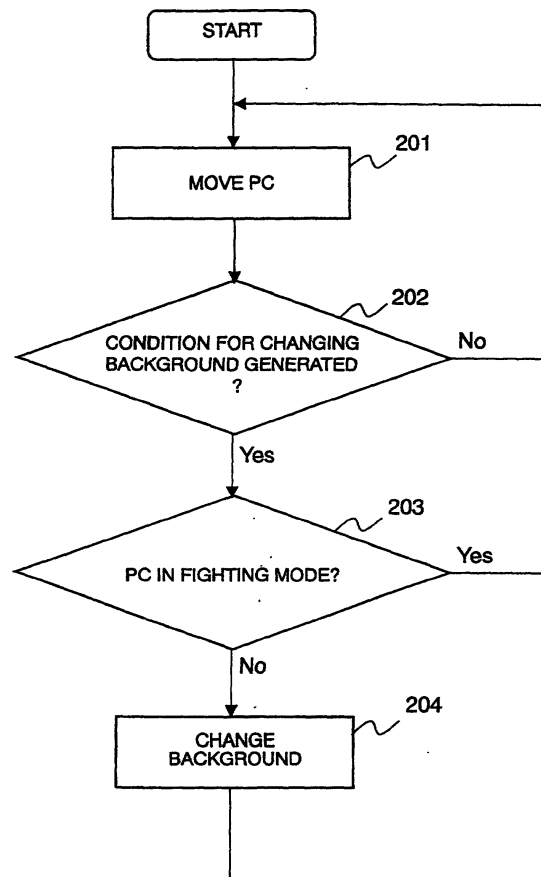 START
201
MOVE PC
202
CONDITION FOR CHANGING
BACKGROUND GENERATED
?
No
Yes
203
PC IN FIGHTING MODE?
Yes
No
204
CHANGE
BACKGROUND